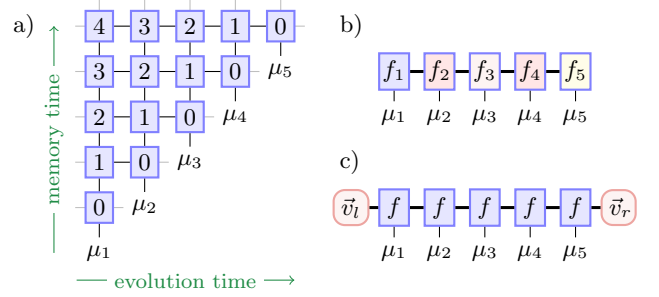 a)
4 3 2 1 0
μ₅
3 2 1 0
μ₄
2 1 0
μ₃
1 0
μ₂
0
μ₁
memory time
evolution time
b)
f₁ f₂ f₃ f₄ f₅
μ₁ μ₂ μ₃ μ₄ μ₅
c)
v⃗ₗ f f f f f v⃗ᵣ
μ₁ μ₂ μ₃ μ₄ μ₅